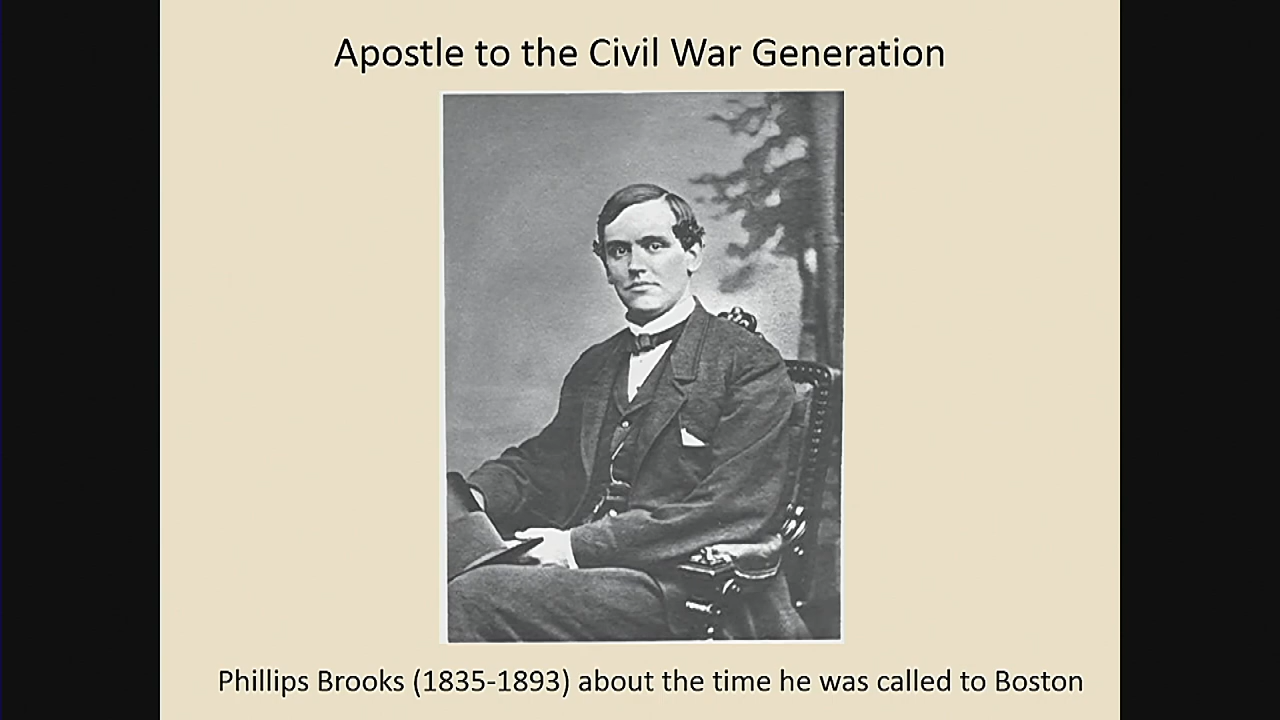 Apostle to the Civil War Generation
Phillips Brooks (1835-1893) about the time he was called to Boston